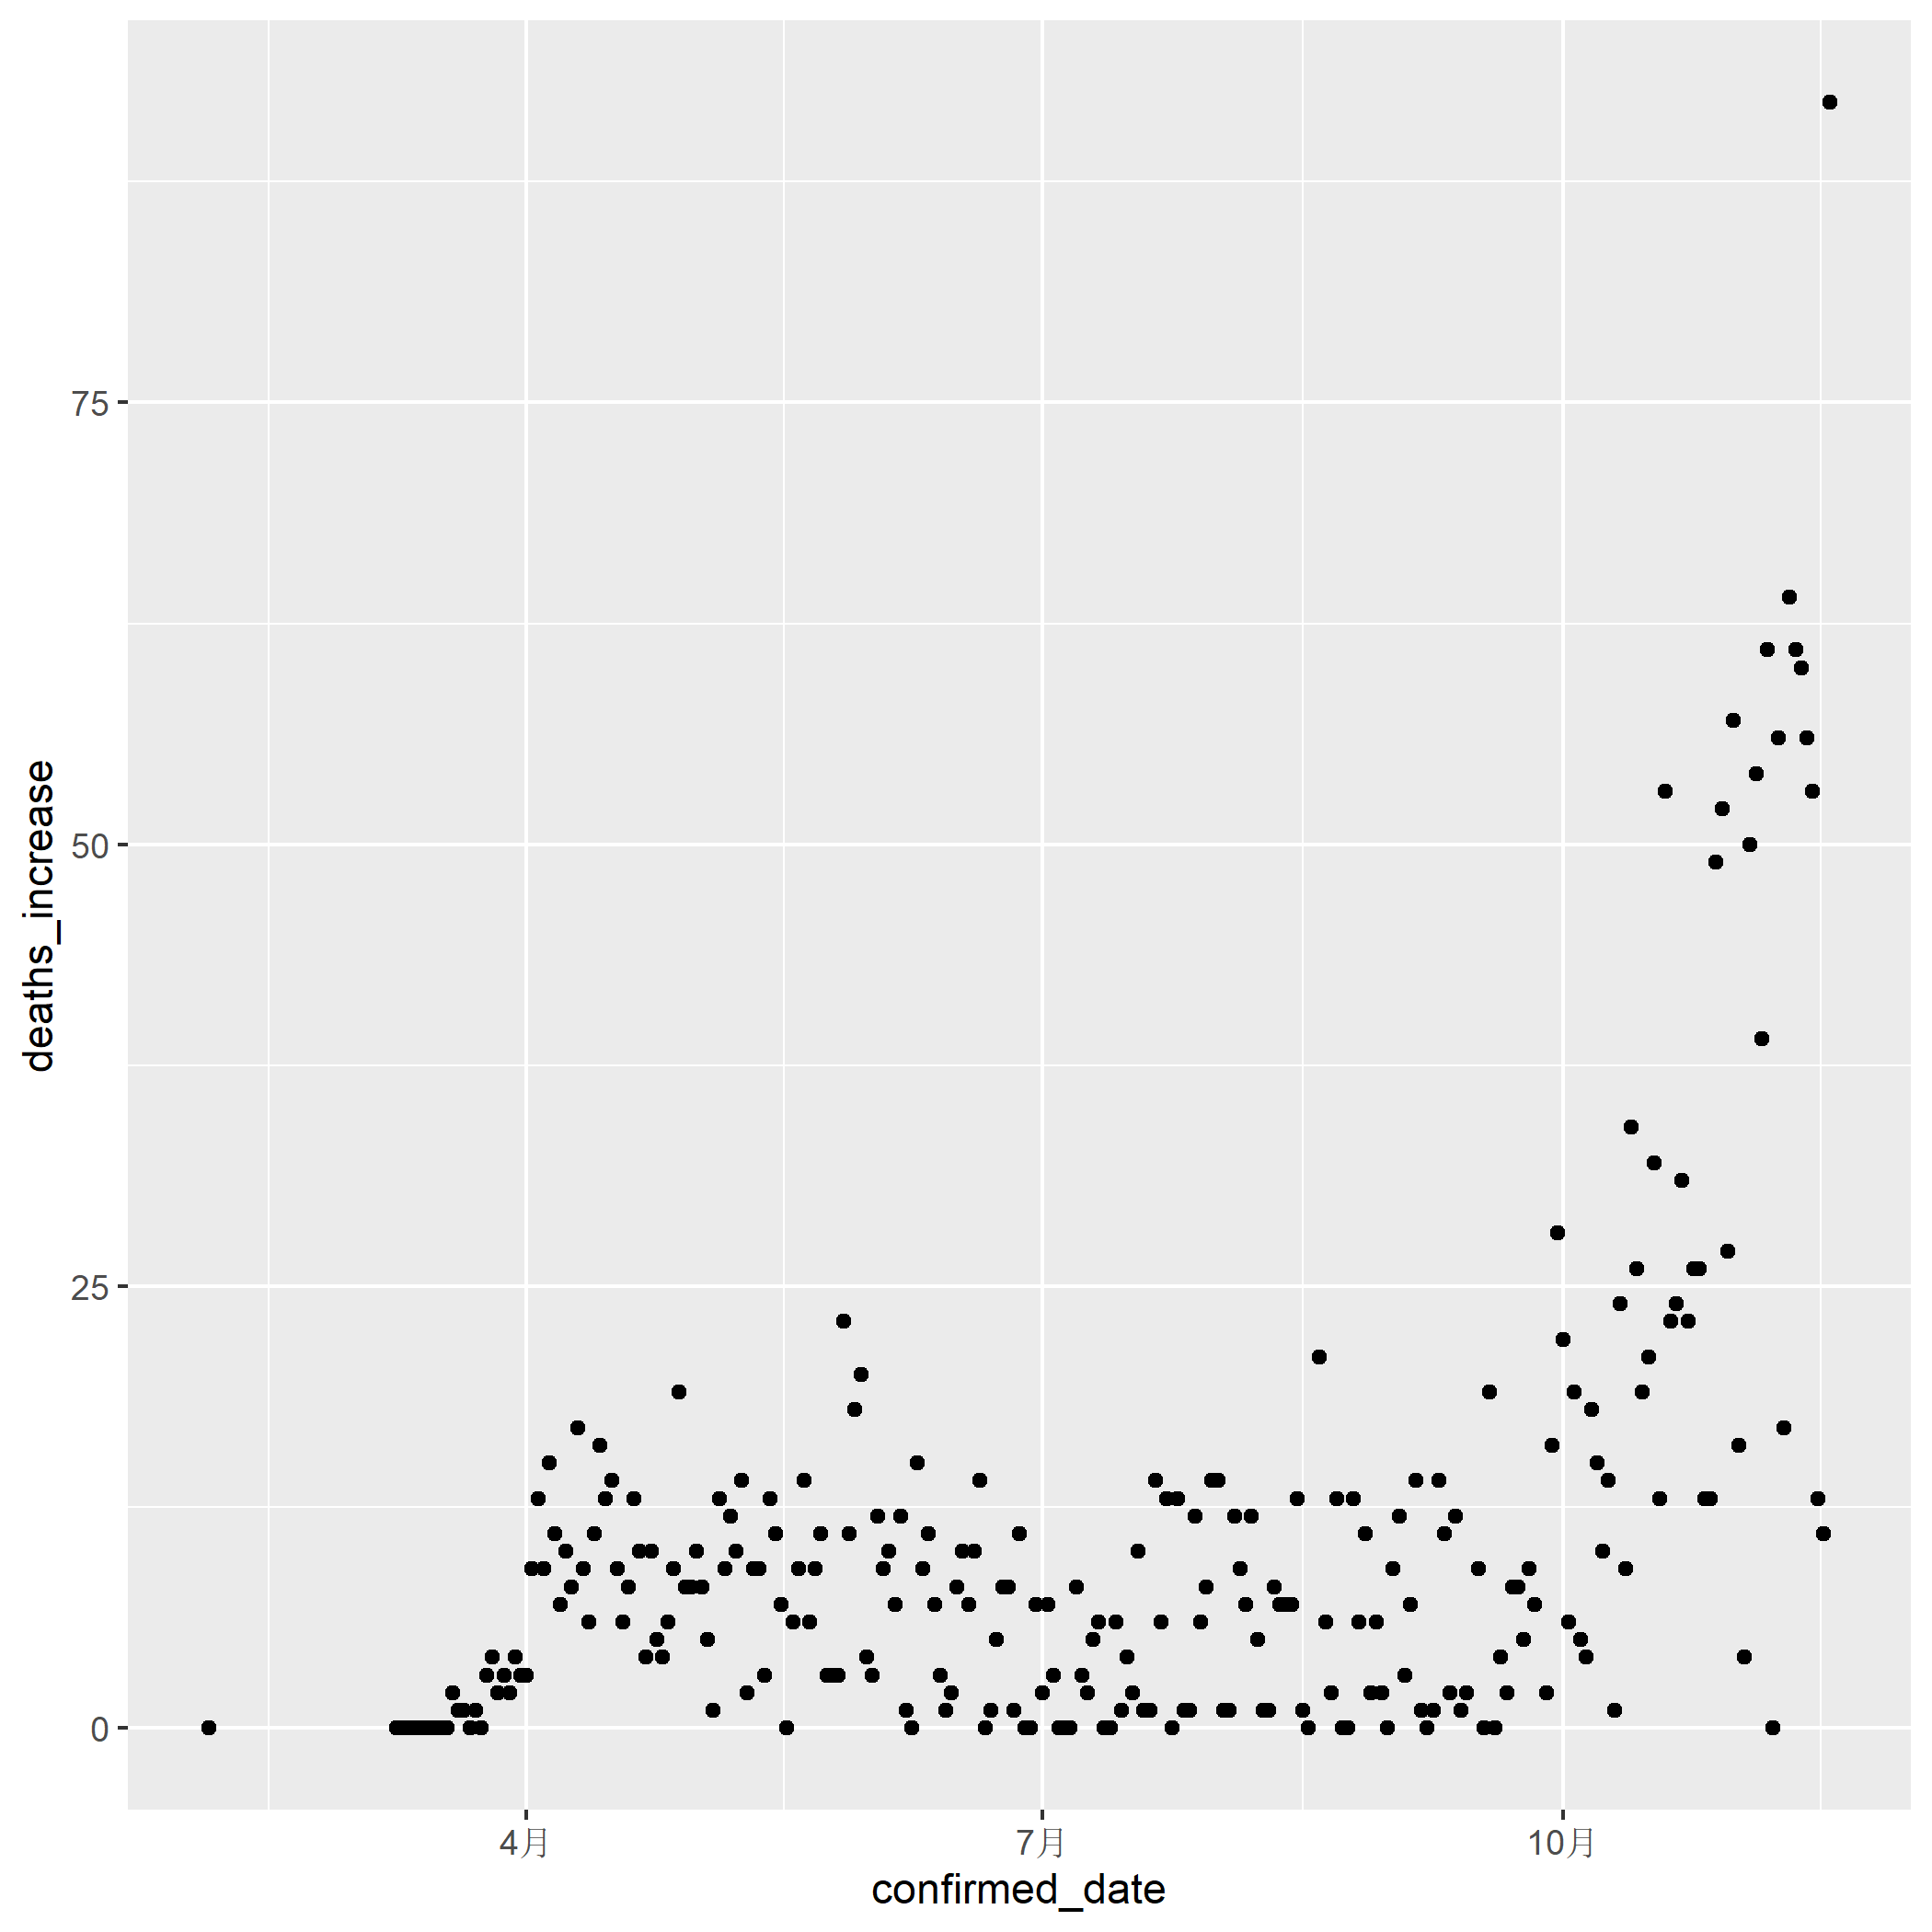 deaths_increase
75
50
25
0
4月
7月
10月
confirmed_date